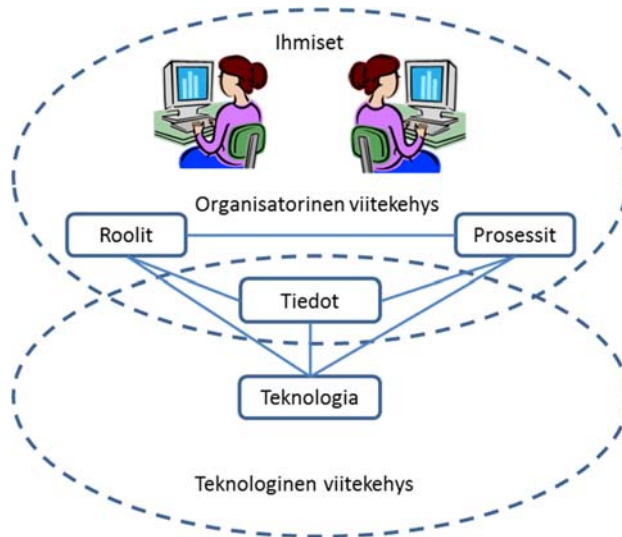 Ihmiset
Organisatorinen viitekehys
Roolit
Prosessit
Tiedot
Teknologia
Teknologinen viitekehys